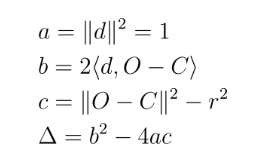 a = ‖d‖² = 1
b = 2⟨d, O − C⟩
c = ‖O − C‖² − r²
Δ = b² − 4ac